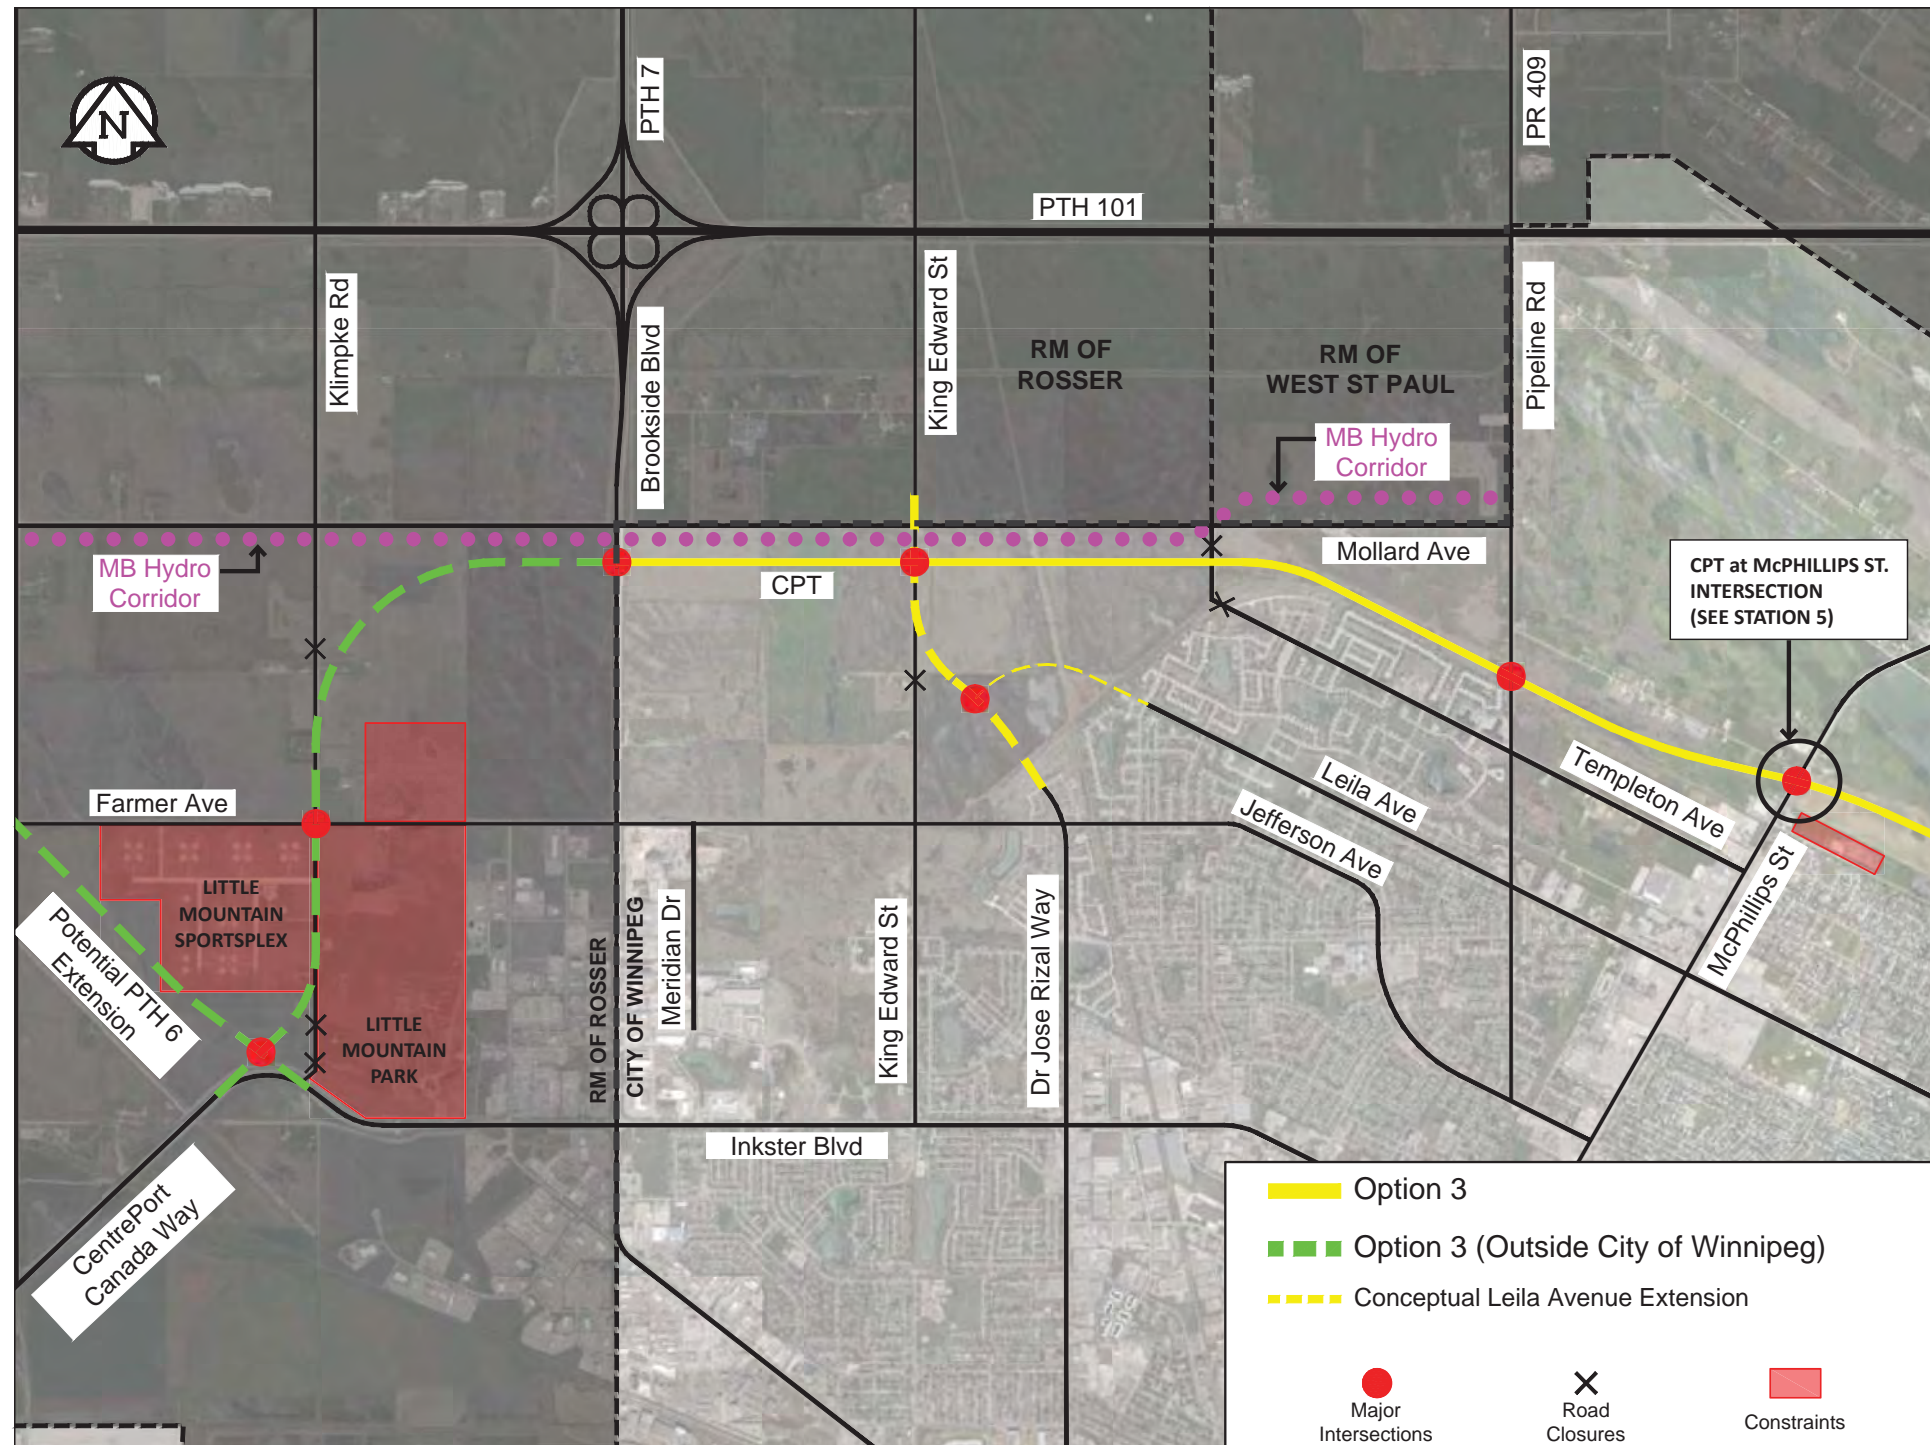 N
PTH 7
PR 409
PTH 101
Klimpke Rd
Brookside Blvd
King Edward St
Pipeline Rd
RM OF
ROSSER
RM OF
WEST ST PAUL
MB Hydro
Corridor
MB Hydro
Corridor
CPT
Mollard Ave
CPT at McPHILLIPS ST.
INTERSECTION
(SEE STATION 5)
Farmer Ave
Templeton Ave
Leila Ave
Jefferson Ave
McPhillips St
LITTLE
MOUNTAIN
SPORTSPLEX
Potential PTH 6
Extension
LITTLE
MOUNTAIN
PARK
RM OF ROSSER
CITY OF WINNIPEG
Meridian Dr
King Edward St
Dr Jose Rizal Way
Inkster Blvd
CentrePort
Canada Way
Option 3
Option 3 (Outside City of Winnipeg)
Conceptual Leila Avenue Extension
Major
Intersections
Road
Closures
Constraints